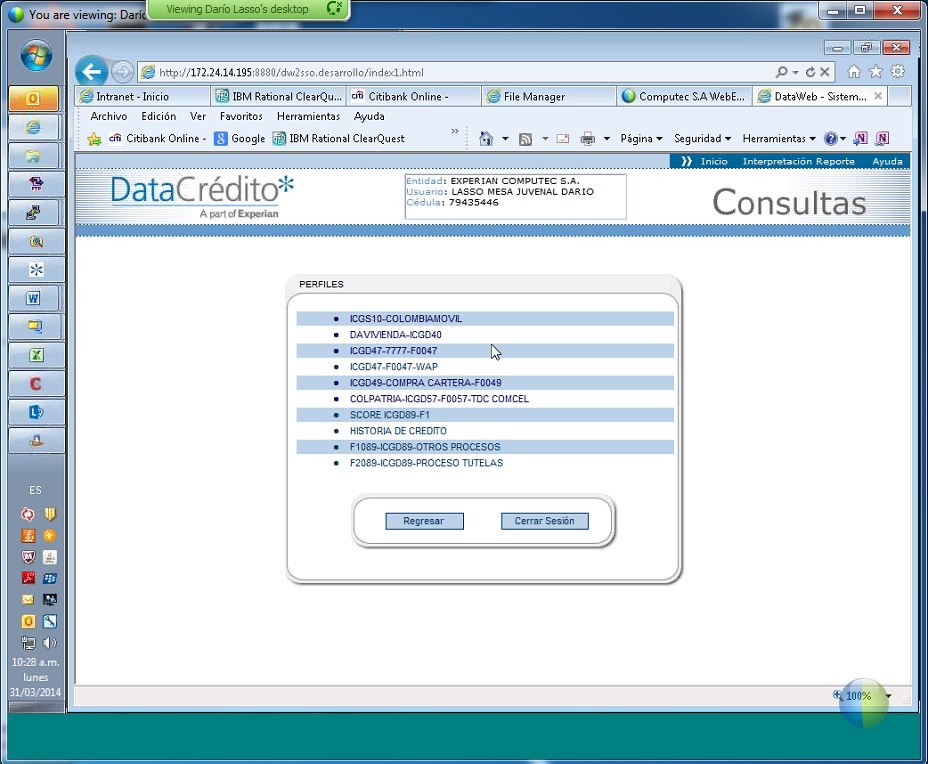 You are viewing: Darío
Viewing Darío Lasso's desktop
http://172.24.14.195:8880/dw2sso.desarrollo/index1.html
Intranet - Inicio
IBM Rational ClearQu...
Citibank Online -
File Manager
Computec S.A WebE...
DataWeb - Sistem...
Archivo Edición Ver Favoritos Herramientas Ayuda
Citibank Online - Google IBM Rational ClearQuest » Página Seguridad Herramientas
Inicio Interpretación Reporte Ayuda
DataCrédito*
A part of Experian
Entidad: EXPERIAN COMPUTEC S.A.
Usuario: LASSO MESA JUVENAL DARIO
Cédula: 79435446
Consultas
PERFILES
ICGS10-COLOMBIAMOVIL
DAVIVIENDA-ICGD40
ICGD47-7777-F0047
ICGD47-F0047-WAP
ICGD49-COMPRA CARTERA-F0049
COLPATRIA-ICGD57-F0057-TDC COMCEL
SCORE ICGD89-F1
HISTORIA DE CREDITO
F1089-ICGD89-OTROS PROCESOS
F2089-ICGD89-PROCESO TUTELAS
Regresar Cerrar Sesión
ES
10:28 a.m.
lunes
31/03/2014
100%